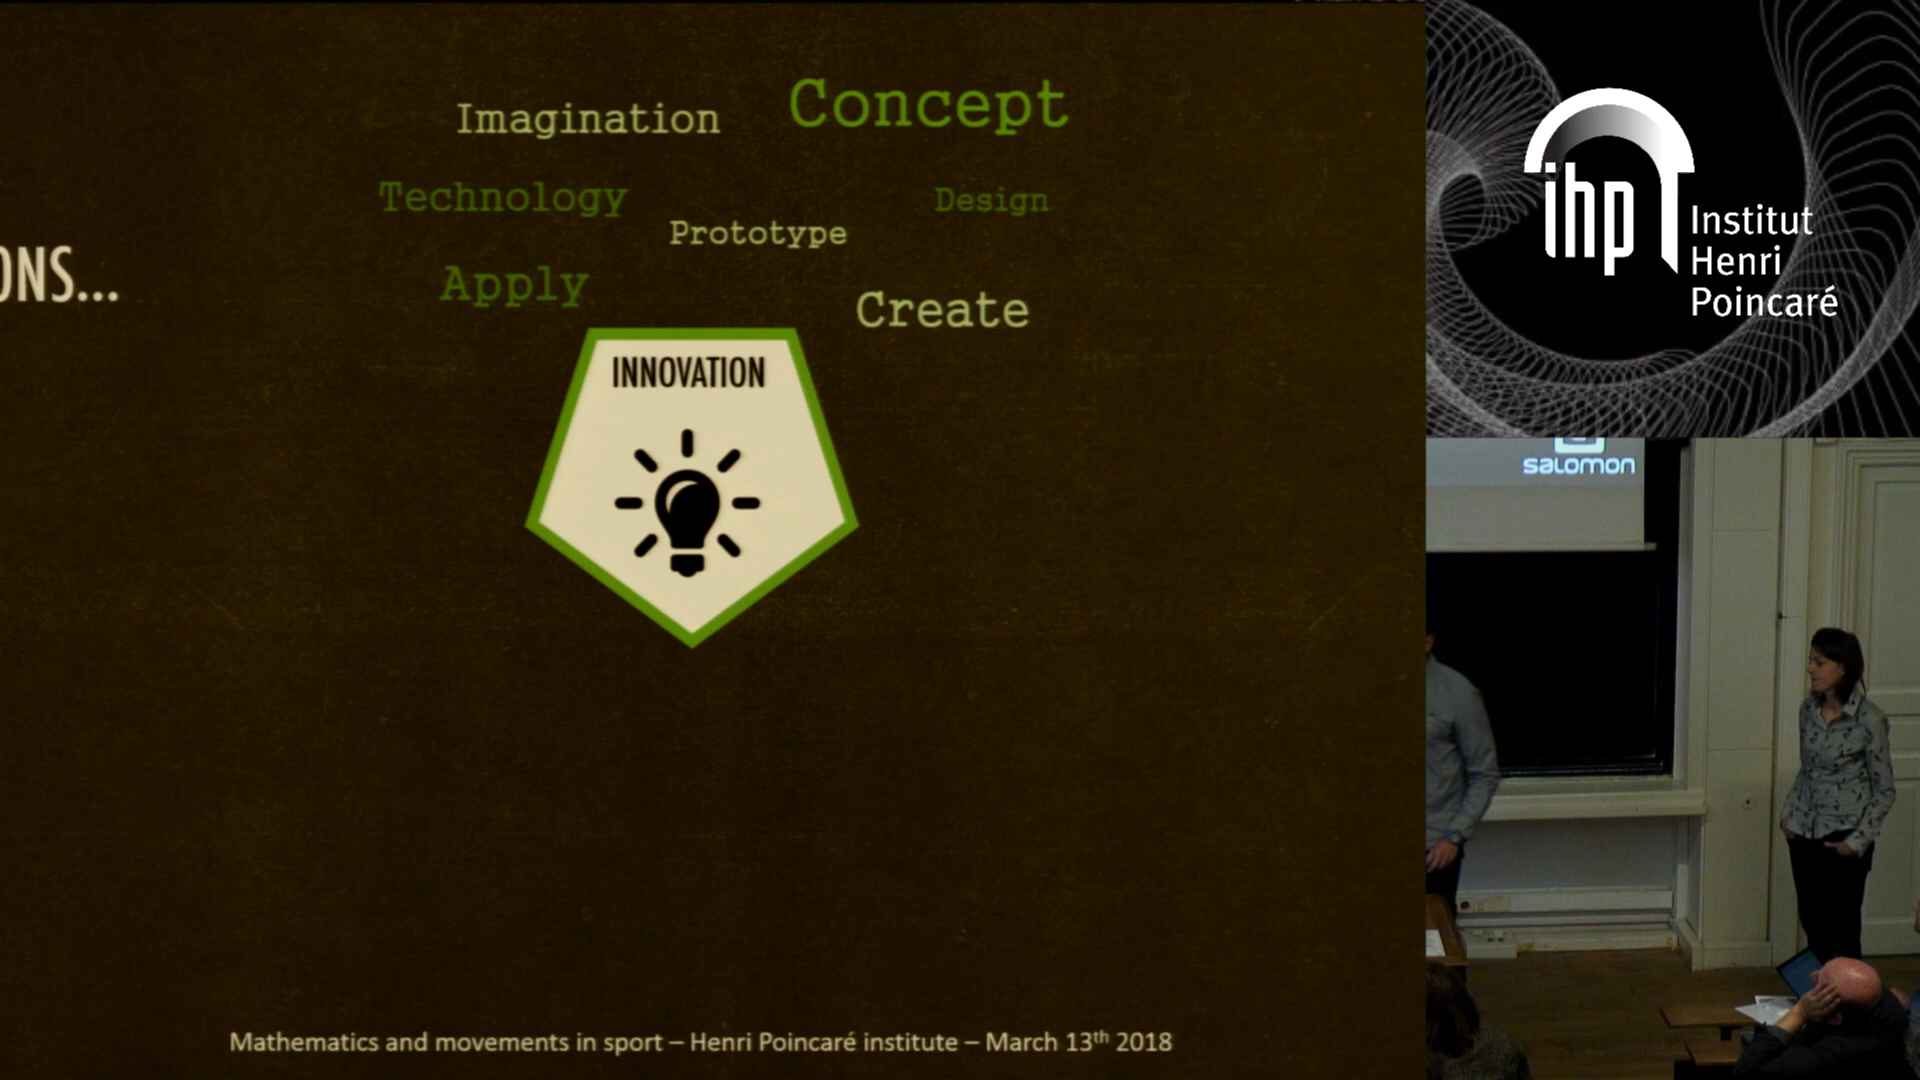 Imagination
Concept
Technology
Design
Prototype
ONS...
Apply
Create
INNOVATION
Mathematics and movements in sport – Henri Poincaré institute – March 13th 2018
ihp
Institut
Henri
Poincaré
salomon